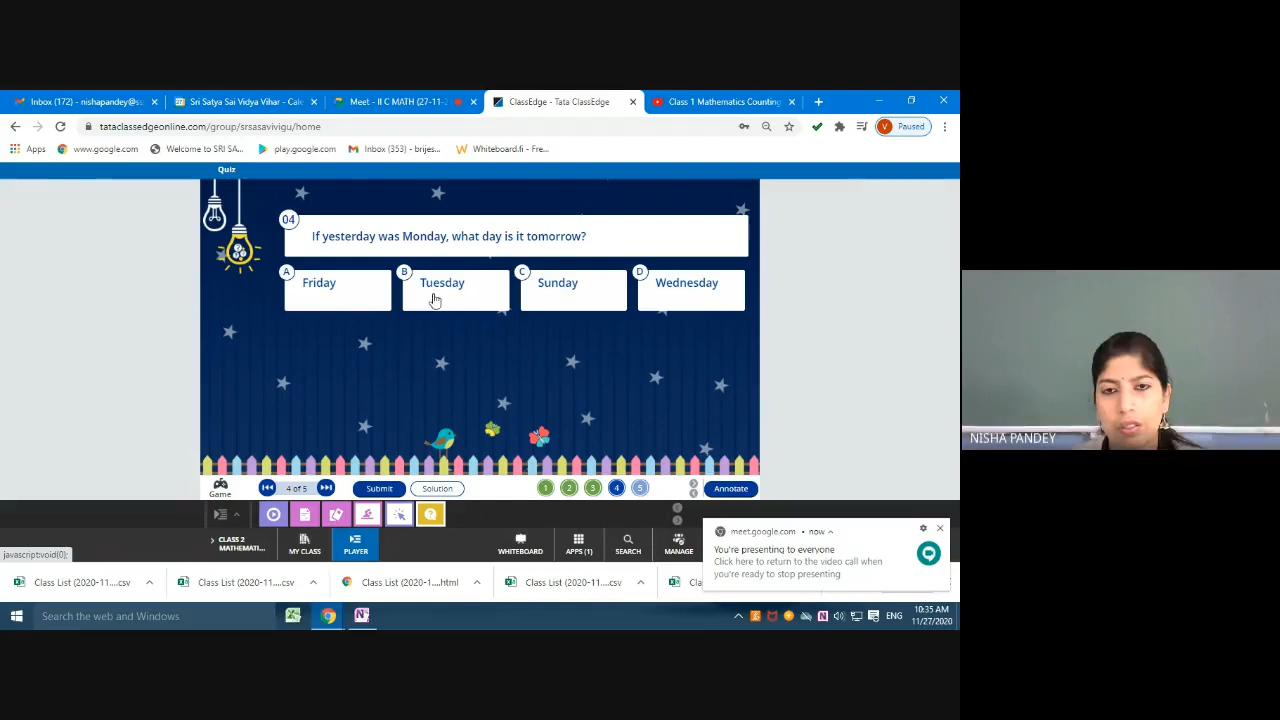 Inbox (172) - nishapandey@s
Sri Satya Sai Vidya Vihar - Cale
Meet - II C MATH (27-11-2
ClassEdge - Tata ClassEdge
Class 1 Mathematics Counting
tataclassedgeonline.com/group/srsasavivigu/home
V Paused
Apps
www.google.com
Welcome to SRI SA...
play.google.com
Inbox (353) - brijes...
Whiteboard.fi - Fre...
Quiz
04
If yesterday was Monday, what day is it tomorrow?
A Friday
B Tuesday
C Sunday
D Wednesday
NISHA PANDEY
Game
4 of 5
Submit
Solution
1 2 3 4 5
Annotate
CLASS 2
MATHEMATI...
MY CLASS
PLAYER
WHITEBOARD
APPS (1)
SEARCH
MANAGE
meet.google.com • now
You're presenting to everyone
Click here to return to the video call when
you're ready to stop presenting
javascript:void(0);
Class List (2020-11....csv
Class List (2020-11....csv
Class List (2020-1....html
Class List (2020-11....csv
Search the web and Windows
ENG
10:35 AM
11/27/2020